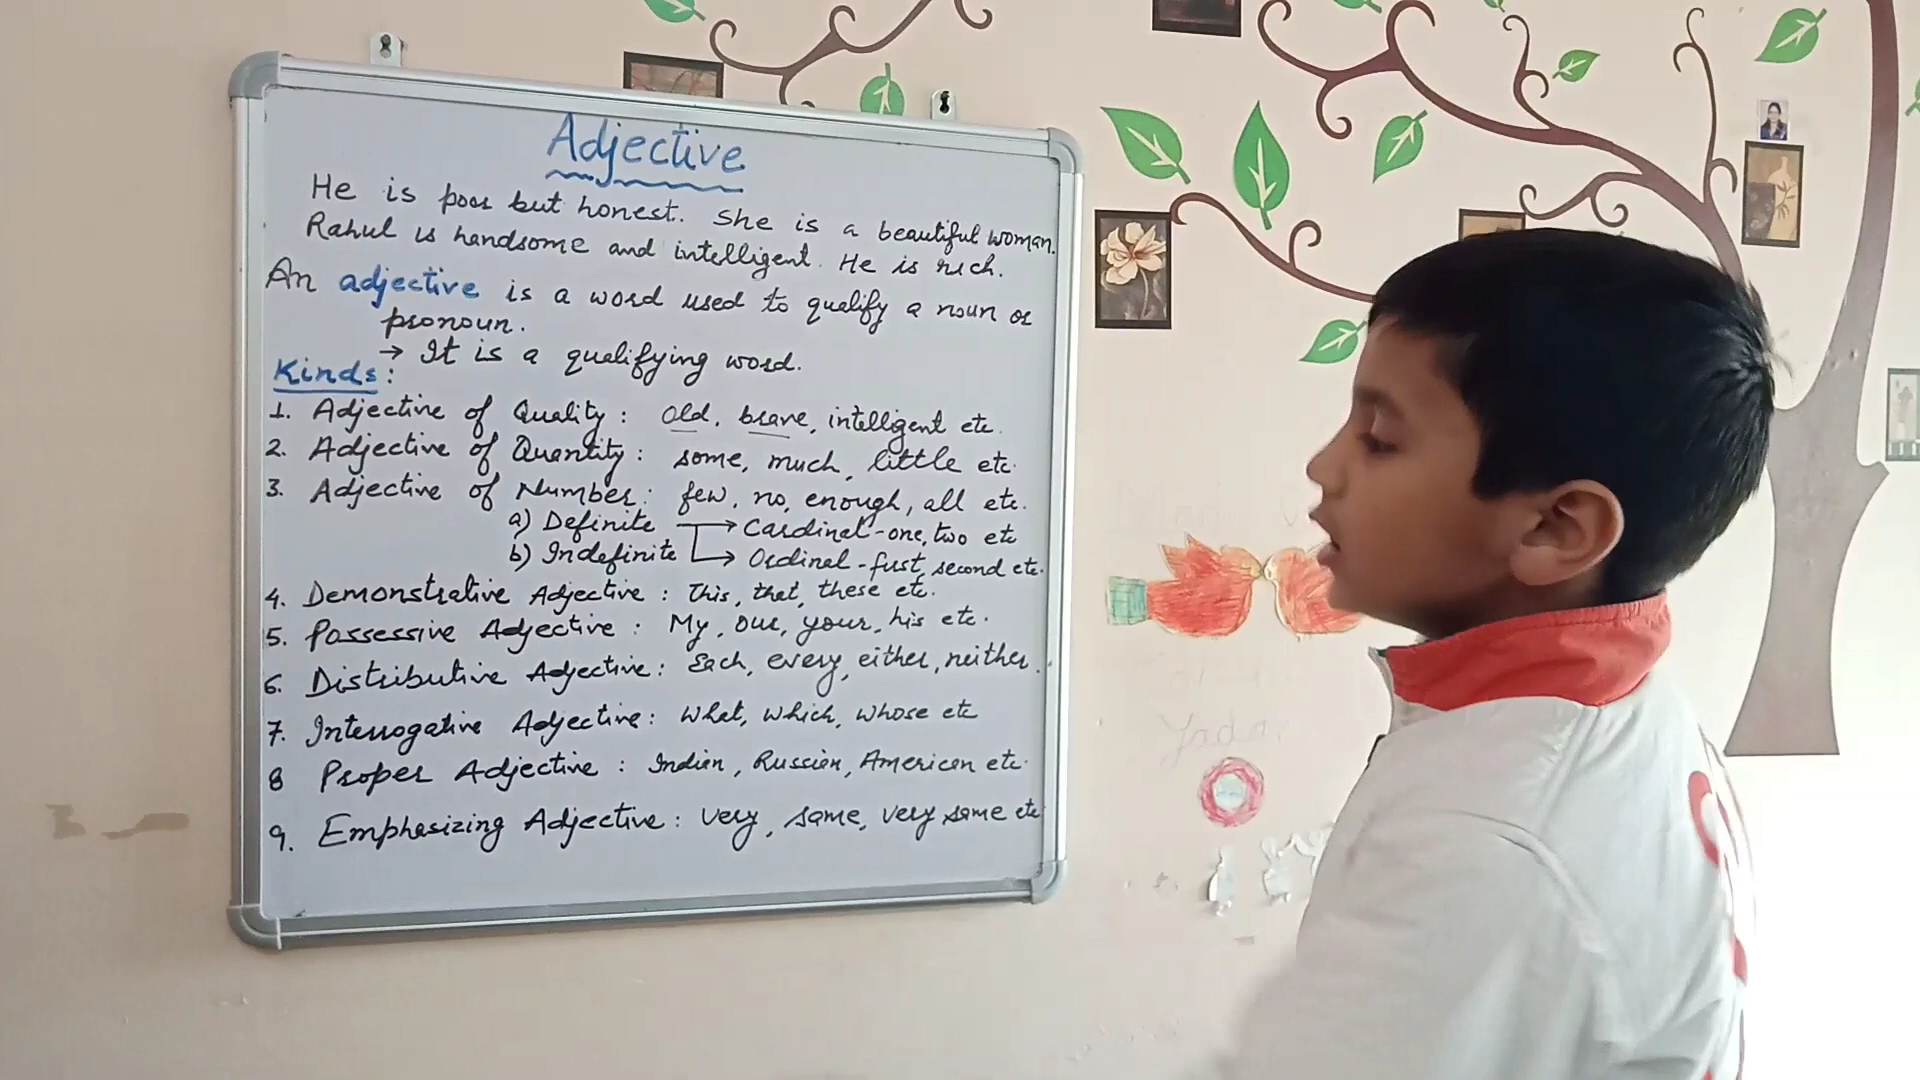 Adjective
He is poor but honest. She is a beautiful woman.
Rahul is handsome and intelligent. He is rich.
An adjective is a word used to qualify a noun or
pronoun.
→ It is a qualifying word.
Kinds:
1. Adjective of Quality: old, brave, intelligent etc.
2. Adjective of Quantity: some, much, little etc.
3. Adjective of Number: few, no, enough, all etc.
a) Definite → Cardinal - one, two etc
b) Indefinite → Ordinal - first, second etc.
4. Demonstrative Adjective: This, that, these etc.
5. Possessive Adjective: My, our, your, his etc.
6. Distributive Adjective: Each, every, either, neither.
7. Interrogative Adjective: What, which, whose etc
8 Proper Adjective: Indian, Russian, American etc.
9. Emphasizing Adjective: very, same, very same etc